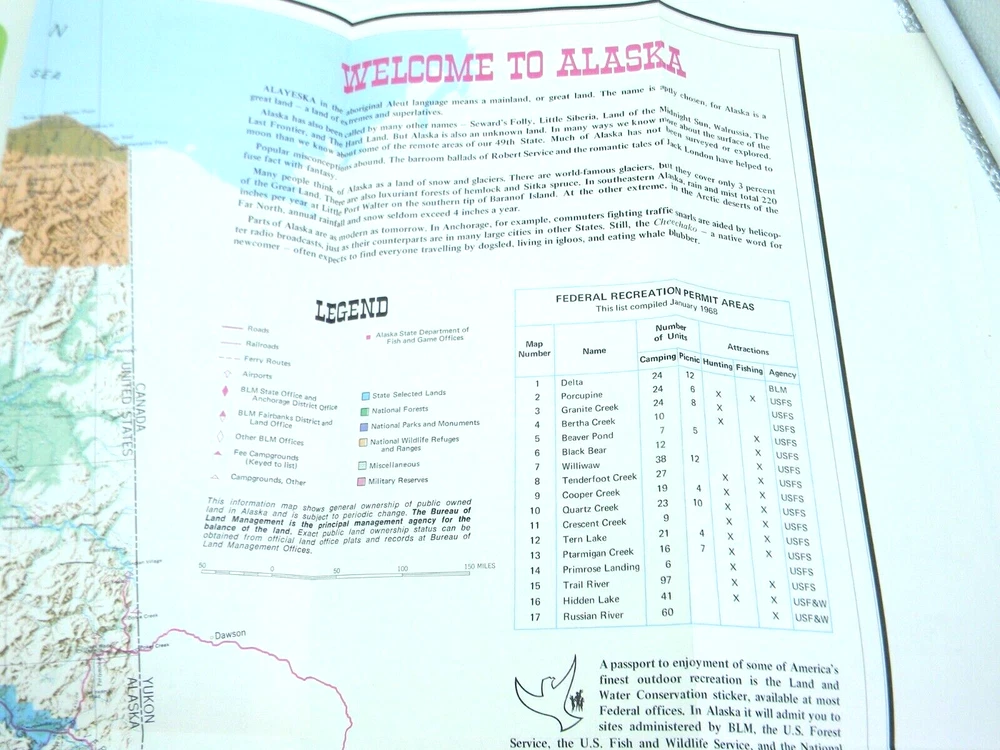 N
SEA
WELCOME TO ALASKA
ALAYESKA in the aboriginal Aleut language means a mainland, or great land. The name is aptly chosen, for Alaska is a
great land – a land of extremes and superlatives.
Alaska has also been called by many other names – Seward's Folly, Little Siberia, Land of the Midnight Sun, Walrussia, The
Last Frontier, and The Hard Land. But Alaska is also an unknown land. In many ways we know more about the surface of the
moon than we know about some of the remote areas of our 49th State. Much of Alaska has not been surveyed or explored.
Popular misconceptions abound. The barroom ballads of Robert Service and the romantic tales of Jack London have helped to
fuse fact with fantasy.
Many people think of Alaska as a land of snow and glaciers. There are world-famous glaciers, but they cover only 3 percent
of the Great Land. There are also luxuriant forests of hemlock and Sitka spruce. In southeastern Alaska, rain and mist total 220
inches per year at Little Port Walter on the southern tip of Baranof Island. At the other extreme, in the Arctic deserts of the
Far North, annual rainfall and snow seldom exceed 4 inches a year.
Parts of Alaska are as modern as tomorrow. In Anchorage, for example, commuters fighting traffic snarls are aided by helicop-
ter radio broadcasts, just as their counterparts are in many large cities in other States. Still, the Cheechako – a native word for
newcomer – often expects to find everyone travelling by dogsled, living in igloos, and eating whale blubber.
LEGEND
Roads
Railroads
Ferry Routes
Airports
BLM State Office and
Anchorage District Office
BLM Fairbanks District and
Land Office
Other BLM Offices
Fee Campgrounds
(Keyed to list)
Campgrounds, Other
Alaska State Department of
Fish and Game Offices
State Selected Lands
National Forests
National Parks and Monuments
National Wildlife Refuges
and Ranges
Miscellaneous
Military Reserves
This information map shows general ownership of public owned
land in Alaska and is subject to periodic change. The Bureau of
Land Management is the principal management agency for the
balance of the land. Exact public land ownership status can be
obtained from official land office plats and records at Bureau of
Land Management Offices.
50 0 50 100 150 MILES
FEDERAL RECREATION PERMIT AREAS
This list compiled January 1968
Map Number Name Number of Units Attractions
Camping Picnic Hunting Fishing Agency
1 Delta 24 12 BLM
2 Porcupine 24 6 X X USFS
3 Granite Creek 24 8 X USFS
4 Bertha Creek 10 X USFS
5 Beaver Pond 7 5 X USFS
6 Black Bear 12 X USFS
7 Williwaw 38 12 X USFS
8 Tenderfoot Creek 27 X X USFS
9 Cooper Creek 19 4 X X USFS
10 Quartz Creek 23 10 X X USFS
11 Crescent Creek 9 X X USFS
12 Tern Lake 21 4 X X USFS
13 Ptarmigan Creek 16 7 X X USFS
14 Primrose Landing 6 X USFS
15 Trail River 97 X X USFS
16 Hidden Lake 41 X X USF&W
17 Russian River 60 X USF&W
CANADA
UNITED STATES
Dawson
YUKON
ALASKA
A passport to enjoyment of some of America's
finest outdoor recreation is the Land and
Water Conservation sticker, available at most
Federal offices. In Alaska it will admit you to
sites administered by BLM, the U.S. Forest
Service, the U.S. Fish and Wildlife Service, and the National